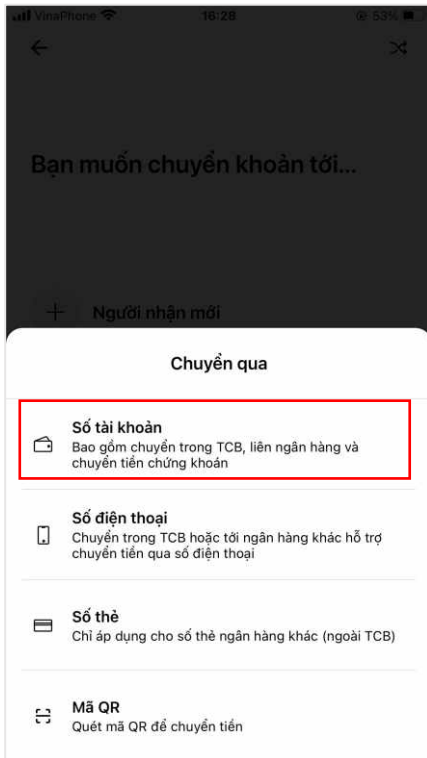 VinaPhone 16:28 53%
Bạn muốn chuyển khoản tới...
Người nhận mới
Chuyển qua
Số tài khoản
Bao gồm chuyển trong TCB, liên ngân hàng và
chuyển tiền chứng khoán
Số điện thoại
Chuyển trong TCB hoặc tới ngân hàng khác hỗ trợ
chuyển tiền qua số điện thoại
Số thẻ
Chỉ áp dụng cho số thẻ ngân hàng khác (ngoài TCB)
Mã QR
Quét mã QR để chuyển tiền